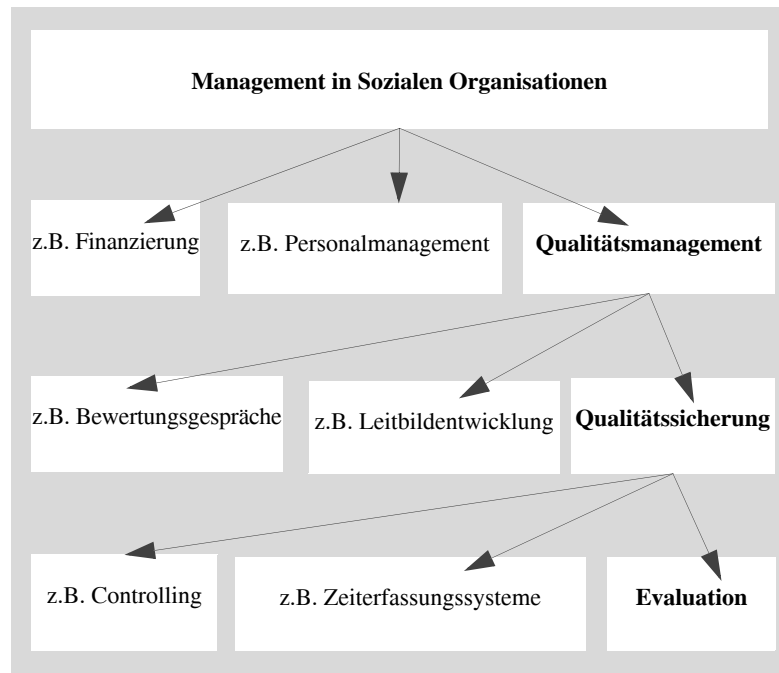 Management in Sozialen Organisationen
z.B. Finanzierung
z.B. Personalmanagement
Qualitätsmanagement
z.B. Bewertungsgespräche
z.B. Leitbildentwicklung
Qualitätssicherung
z.B. Controlling
z.B. Zeiterfassungssysteme
Evaluation